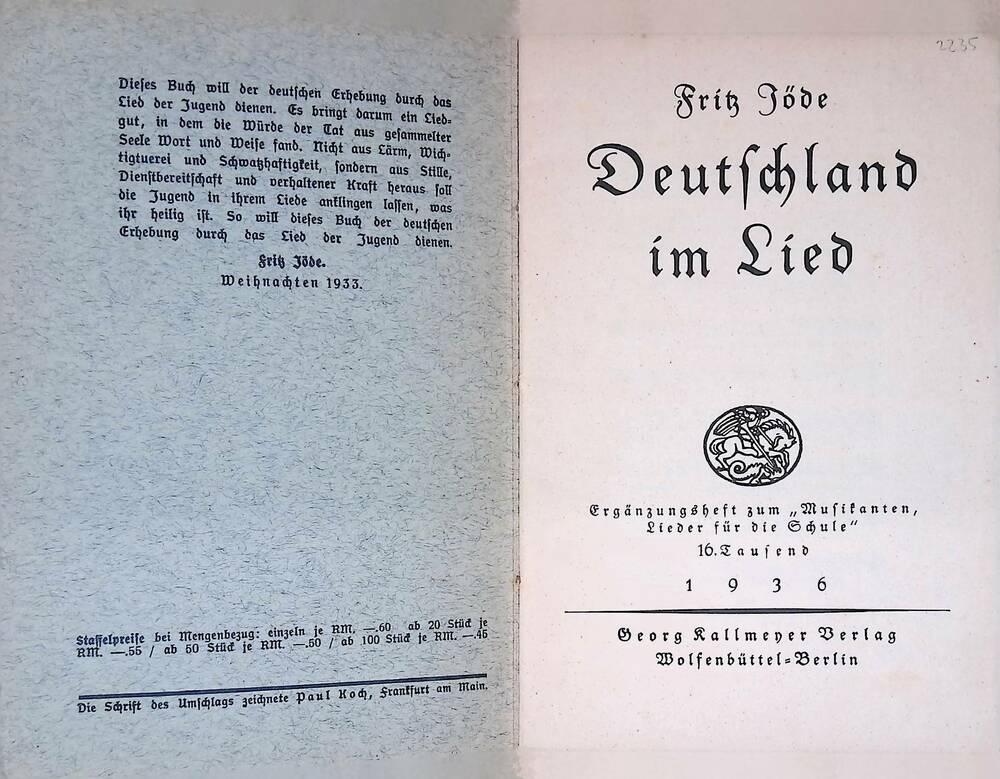 Dieſes Buch will der deutſchen Erhebung durch das
Lied der Jugend dienen. Es bringt darum ein Lied-
gut, in dem die Würde der Tat aus geſammelter
Seele Wort und Weiſe fand. Nicht aus Lärm, Wich-
tigtuerei und Schwatzhaftigkeit, ſondern aus Stille,
Dienſtbereitſchaft und verhaltener Kraft heraus ſoll
die Jugend in ihrem Liede anklingen laſſen, was
ihr heilig iſt. So will dieſes Buch der deutſchen
Erhebung durch das Lied der Jugend dienen.
Fritz Jöde.
Weihnachten 1933.
Staffelpreiſe bei Mengenbezug: einzeln je RM. —.60 ab 20 Stück je
RM. —.55 / ab 50 Stück je RM. —.50 / ab 100 Stück je RM. —.45
Die Schrift des Umſchlags zeichnete Paul Koch, Frankfurt am Main.
2235
Fritz Jöde
Deutſchland
im Lied
Ergänzungsheft zum „Muſikanten,
Lieder für die Schule“
16. Tauſend
1936
Georg Kallmeyer Verlag
Wolfenbüttel-Berlin